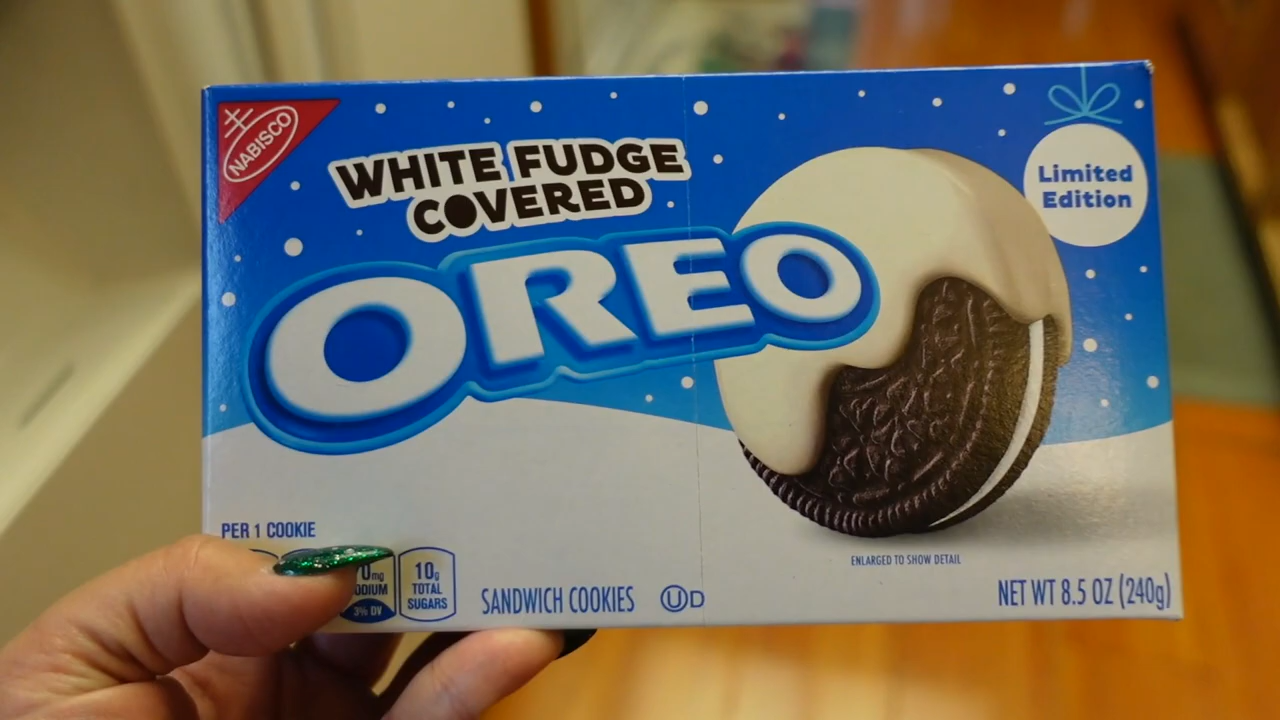 NABISCO
WHITE FUDGE
COVERED
OREO
Limited
Edition
PER 1 COOKIE
3% DV
10g
TOTAL
SUGARS
SANDWICH COOKIES
U D
ENLARGED TO SHOW DETAIL
NET WT 8.5 OZ (240g)